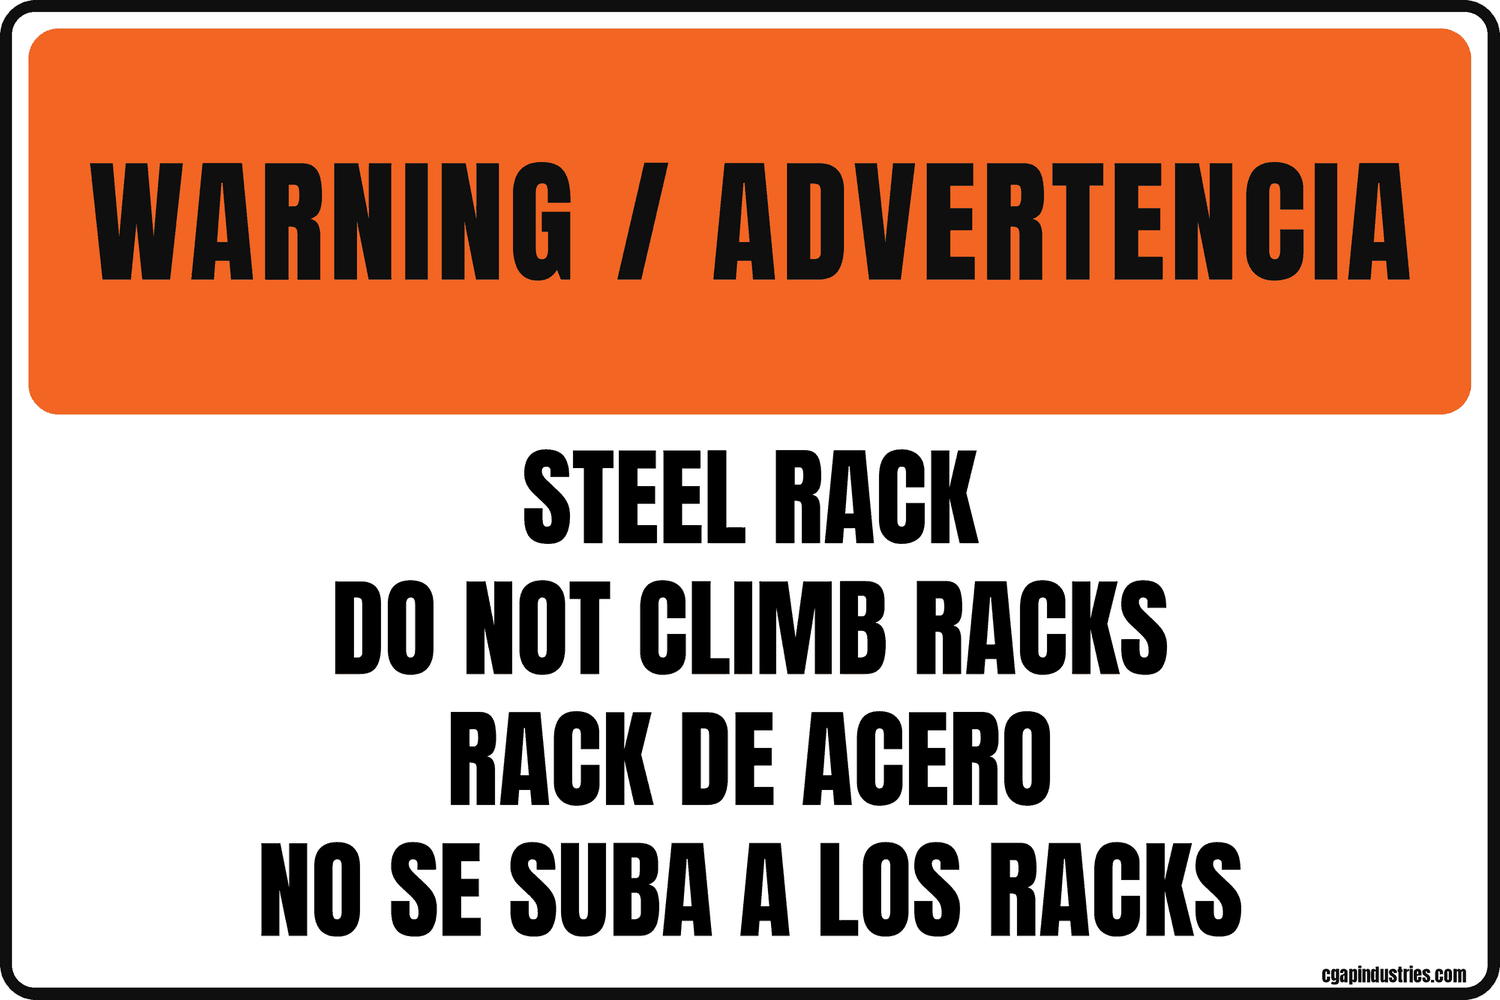 WARNING / ADVERTENCIA
STEEL RACK
DO NOT CLIMB RACKS
RACK DE ACERO
NO SE SUBA A LOS RACKS
cgapindustries.com